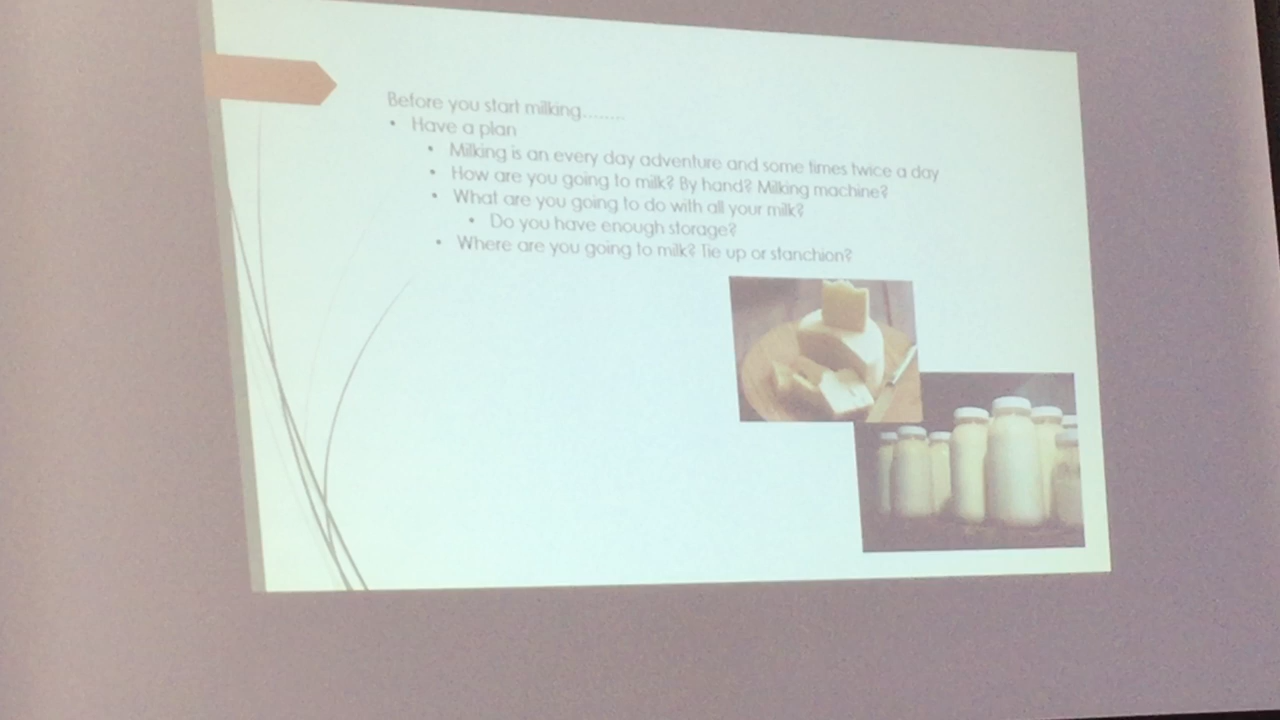 Before you start milking........
• Have a plan
• Milking is an every day adventure and some times twice a day
• How are you going to milk? By hand? Milking machine?
• What are you going to do with all your milk?
• Do you have enough storage?
• Where are you going to milk? Tie up or stanchion?